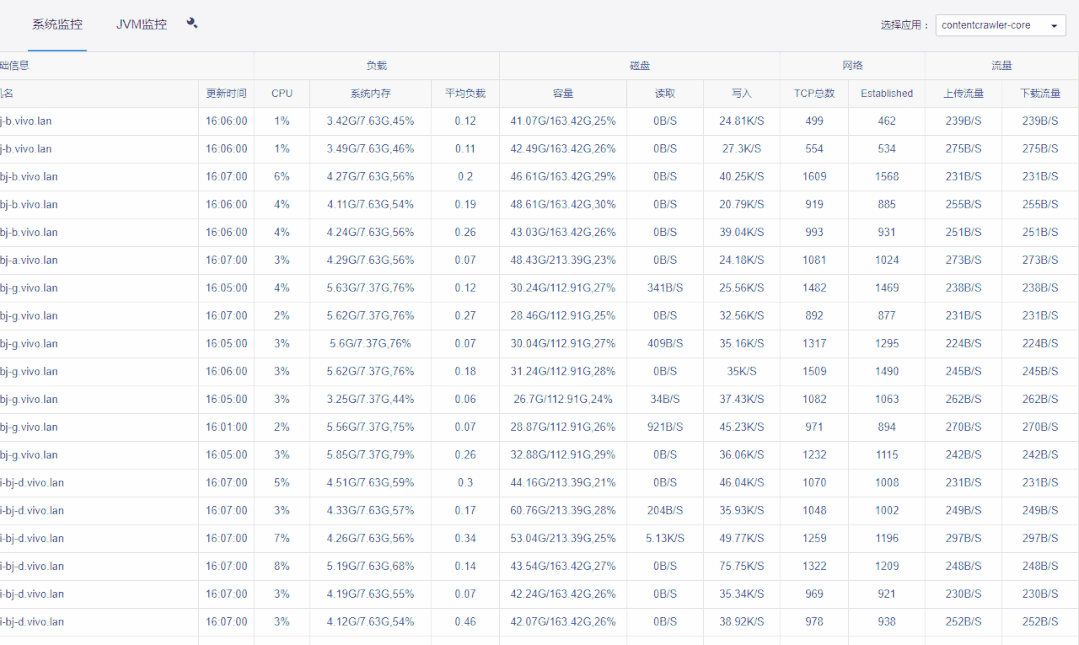 系统监控 JVM监控 选择应用： contentcrawler-core
础信息 负载 磁盘 网络 流量
机名 更新时间 CPU 系统内存 平均负载 容量 读取 写入 TCP总数 Established 上传流量 下载流量
j-b.vivo.lan 16:06:00 1% 3.42G/7.63G,45% 0.12 41.07G/163.42G,25% 0B/S 24.81K/S 499 462 239B/S 239B/S
j-b.vivo.lan 16:06:00 1% 3.49G/7.63G,46% 0.11 42.49G/163.42G,26% 0B/S 27.3K/S 554 534 275B/S 275B/S
bj-b.vivo.lan 16:07:00 6% 4.27G/7.63G,56% 0.2 46.61G/163.42G,29% 0B/S 40.25K/S 1609 1568 231B/S 231B/S
bj-b.vivo.lan 16:06:00 4% 4.11G/7.63G,54% 0.19 48.61G/163.42G,30% 0B/S 20.79K/S 919 885 255B/S 255B/S
bj-b.vivo.lan 16:06:00 4% 4.24G/7.63G,56% 0.26 43.03G/163.42G,26% 0B/S 39.04K/S 993 931 251B/S 251B/S
bj-a.vivo.lan 16:07:00 3% 4.29G/7.63G,56% 0.07 48.43G/213.39G,23% 0B/S 24.18K/S 1081 1024 273B/S 273B/S
bj-g.vivo.lan 16:05:00 4% 5.63G/7.37G,76% 0.12 30.24G/112.91G,27% 341B/S 25.56K/S 1482 1469 238B/S 238B/S
bj-g.vivo.lan 16:07:00 2% 5.62G/7.37G,76% 0.27 28.46G/112.91G,25% 0B/S 32.56K/S 892 877 231B/S 231B/S
bj-g.vivo.lan 16:05:00 3% 5.6G/7.37G,76% 0.07 30.04G/112.91G,27% 409B/S 35.16K/S 1317 1295 224B/S 224B/S
bj-g.vivo.lan 16:06:00 3% 5.62G/7.37G,76% 0.18 31.24G/112.91G,28% 0B/S 35K/S 1509 1490 245B/S 245B/S
bj-g.vivo.lan 16:05:00 3% 3.25G/7.37G,44% 0.06 26.7G/112.91G,24% 34B/S 37.43K/S 1082 1063 262B/S 262B/S
bj-g.vivo.lan 16:01:00 2% 5.56G/7.37G,75% 0.07 28.87G/112.91G,26% 921B/S 45.23K/S 971 894 270B/S 270B/S
bj-g.vivo.lan 16:05:00 3% 5.85G/7.37G,79% 0.26 32.88G/112.91G,29% 0B/S 36.06K/S 1232 1115 242B/S 242B/S
i-bj-d.vivo.lan 16:07:00 5% 4.51G/7.63G,59% 0.3 44.16G/213.39G,21% 0B/S 46.04K/S 1070 1008 231B/S 231B/S
i-bj-d.vivo.lan 16:07:00 3% 4.33G/7.63G,57% 0.17 60.76G/213.39G,28% 204B/S 35.93K/S 1048 1002 249B/S 249B/S
i-bj-d.vivo.lan 16:07:00 7% 4.26G/7.63G,56% 0.34 53.04G/213.39G,25% 5.13K/S 49.77K/S 1259 1196 297B/S 297B/S
i-bj-d.vivo.lan 16:07:00 8% 5.19G/7.63G,68% 0.14 43.54G/163.42G,27% 0B/S 75.75K/S 1322 1209 248B/S 248B/S
i-bj-d.vivo.lan 16:07:00 3% 4.19G/7.63G,55% 0.07 42.24G/163.42G,26% 0B/S 35.34K/S 969 921 230B/S 230B/S
i-bj-d.vivo.lan 16:07:00 3% 4.12G/7.63G,54% 0.46 42.07G/163.42G,26% 0B/S 38.92K/S 978 938 252B/S 252B/S